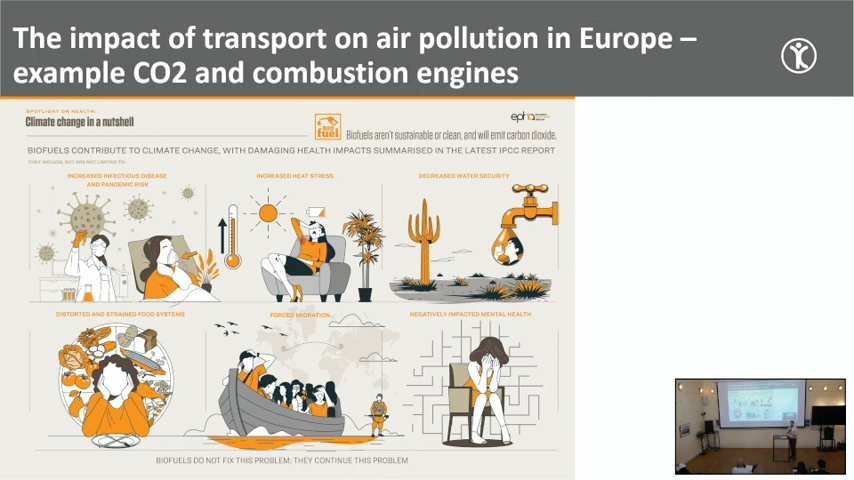 The impact of transport on air pollution in Europe –
example CO2 and combustion engines
SPOTLIGHT ON HEALTH:
Climate change in a nutshell
BIO
fuel
epha
Biofuels aren't sustainable or clean, and will emit carbon dioxide.
BIOFUELS CONTRIBUTE TO CLIMATE CHANGE, WITH DAMAGING HEALTH IMPACTS SUMMARISED IN THE LATEST IPCC REPORT
THEY INCLUDE, BUT ARE NOT LIMITED TO:
INCREASED INFECTIOUS DISEASE
AND PANDEMIC RISK
INCREASED HEAT STRESS
DECREASED WATER SECURITY
DISTORTED AND STRAINED FOOD SYSTEMS
FORCED MIGRATION
NEGATIVELY IMPACTED MENTAL HEALTH
BIOFUELS DO NOT FIX THIS PROBLEM; THEY CONTINUE THIS PROBLEM